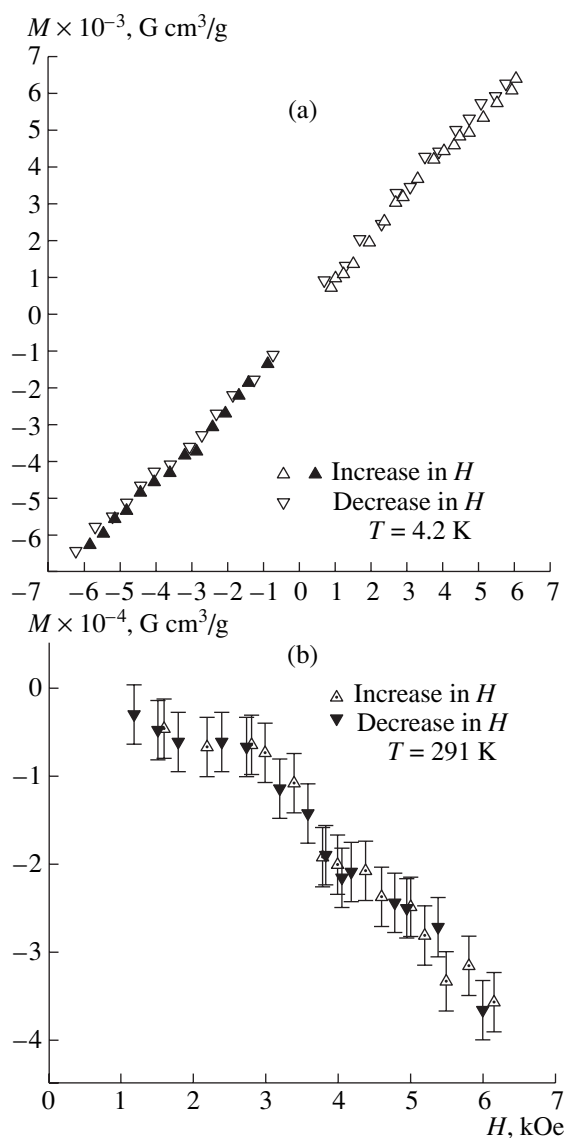 M × 10⁻³, G cm³/g
7
6
5
4
3
2
1
0
−1
−2
−3
−4
−5
−6
(a)
△ ▲ Increase in H
▽ Decrease in H
T = 4.2 K
−7 −6 −5 −4 −3 −2 −1 0 1 2 3 4 5 6 7
M × 10⁻⁴, G cm³/g
(b)
0
−1
−2
−3
−4
Increase in H
Decrease in H
T = 291 K
0 1 2 3 4 5 6 7
H, kOe